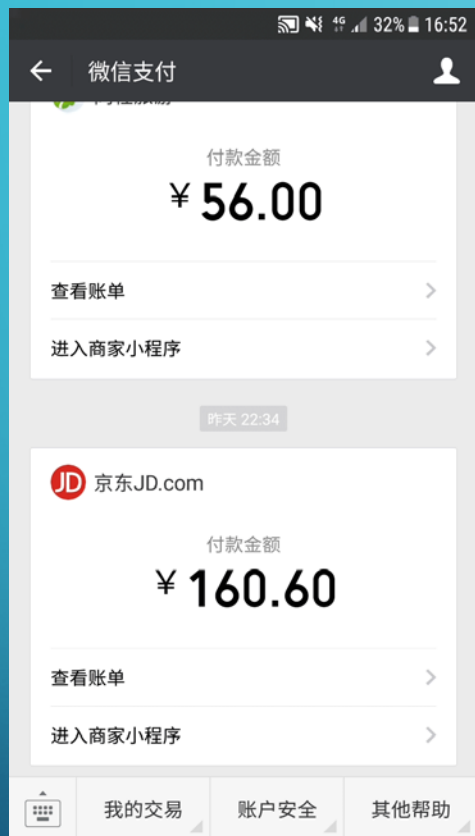 4G 32% 16:52
微信支付
付款金额
¥ 56.00
查看账单
进入商家小程序
昨天 22:34
JD 京东JD.com
付款金额
¥ 160.60
查看账单
进入商家小程序
我的交易 账户安全 其他帮助